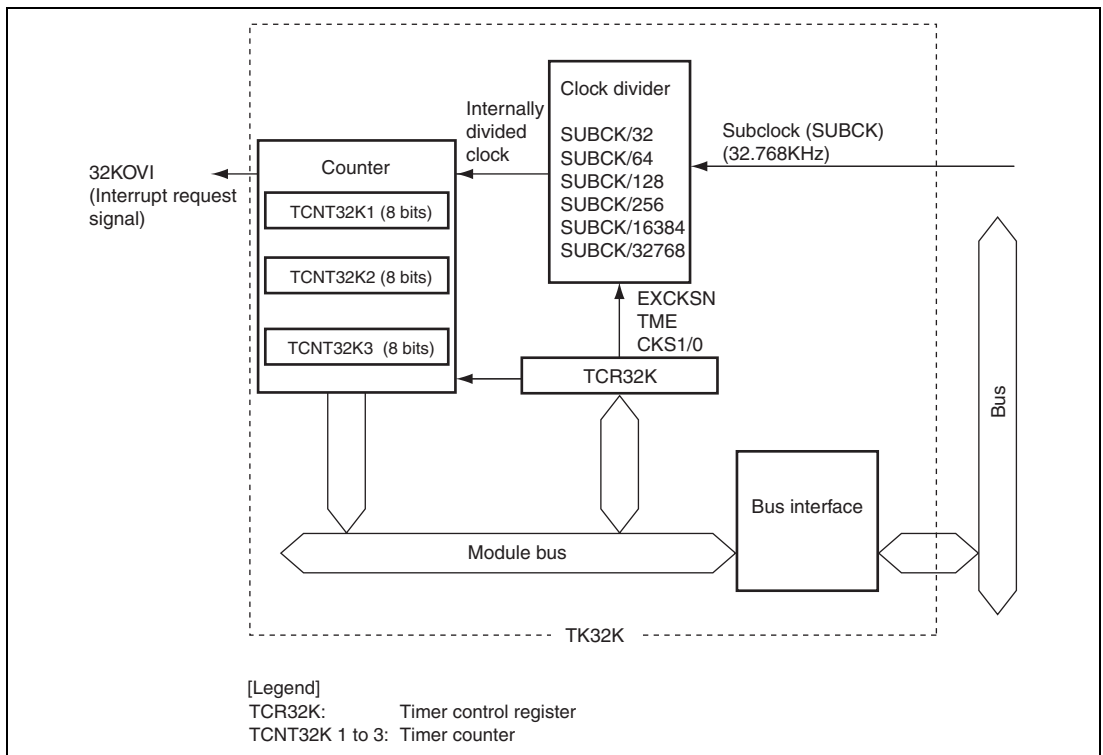 Clock divider
SUBCK/32
SUBCK/64
SUBCK/128
SUBCK/256
SUBCK/16384
SUBCK/32768
Internally
divided
clock
Subclock (SUBCK)
(32.768KHz)
32KOVI
(Interrupt request
signal)
Counter
TCNT32K1 (8 bits)
TCNT32K2 (8 bits)
TCNT32K3 (8 bits)
EXCKSN
TME
CKS1/0
TCR32K
Bus
Bus interface
Module bus
TK32K
[Legend]
TCR32K: Timer control register
TCNT32K 1 to 3: Timer counter